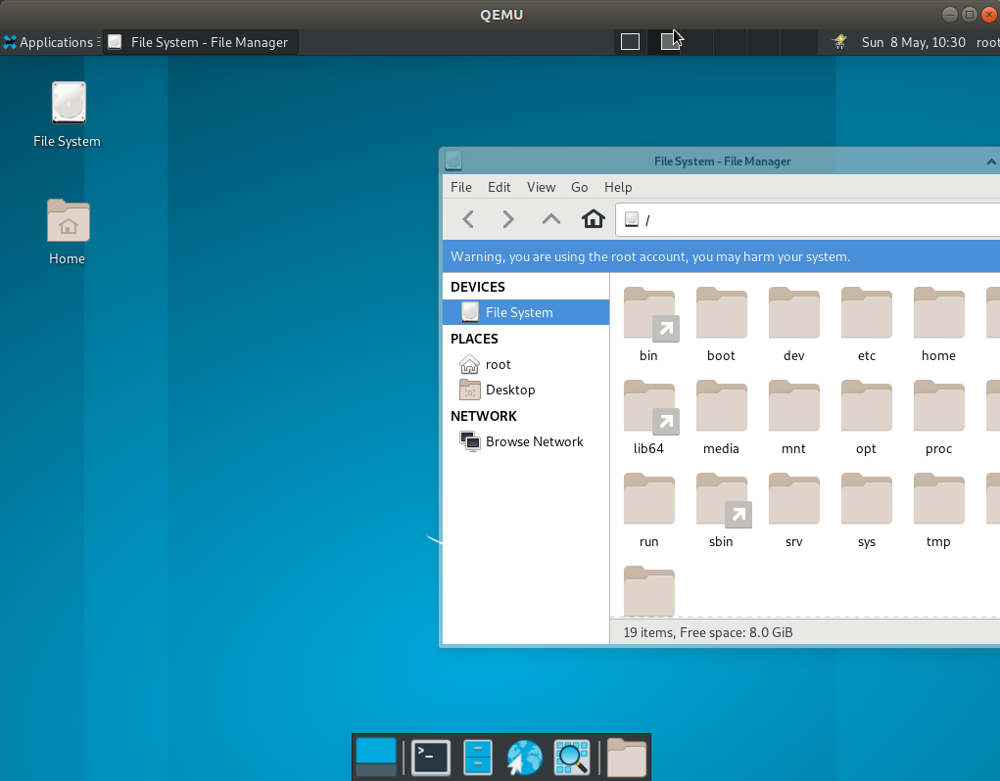 QEMU
Applications
File System - File Manager
Sun 8 May, 10:30
root
File System
Home
File System - File Manager
File Edit View Go Help
/
Warning, you are using the root account, you may harm your system.
DEVICES
File System
PLACES
root
Desktop
NETWORK
Browse Network
bin boot dev etc home
lib64 media mnt opt proc
run sbin srv sys tmp
19 items, Free space: 8.0 GiB